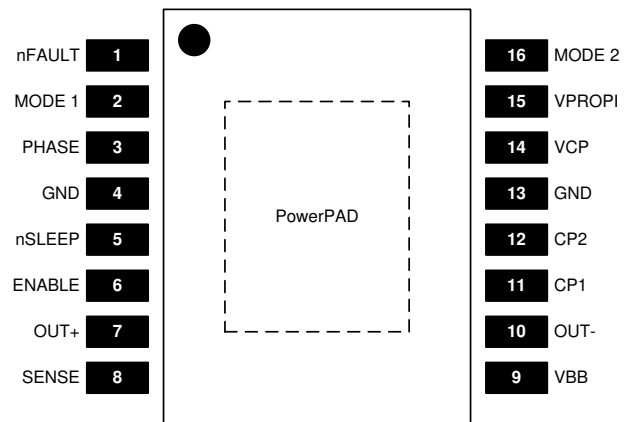 nFAULT 1 16 MODE 2
MODE 1 2 15 VPROPI
PHASE 3 14 VCP
GND 4 13 GND
PowerPAD
nSLEEP 5 12 CP2
ENABLE 6 11 CP1
OUT+ 7 10 OUT-
SENSE 8 9 VBB